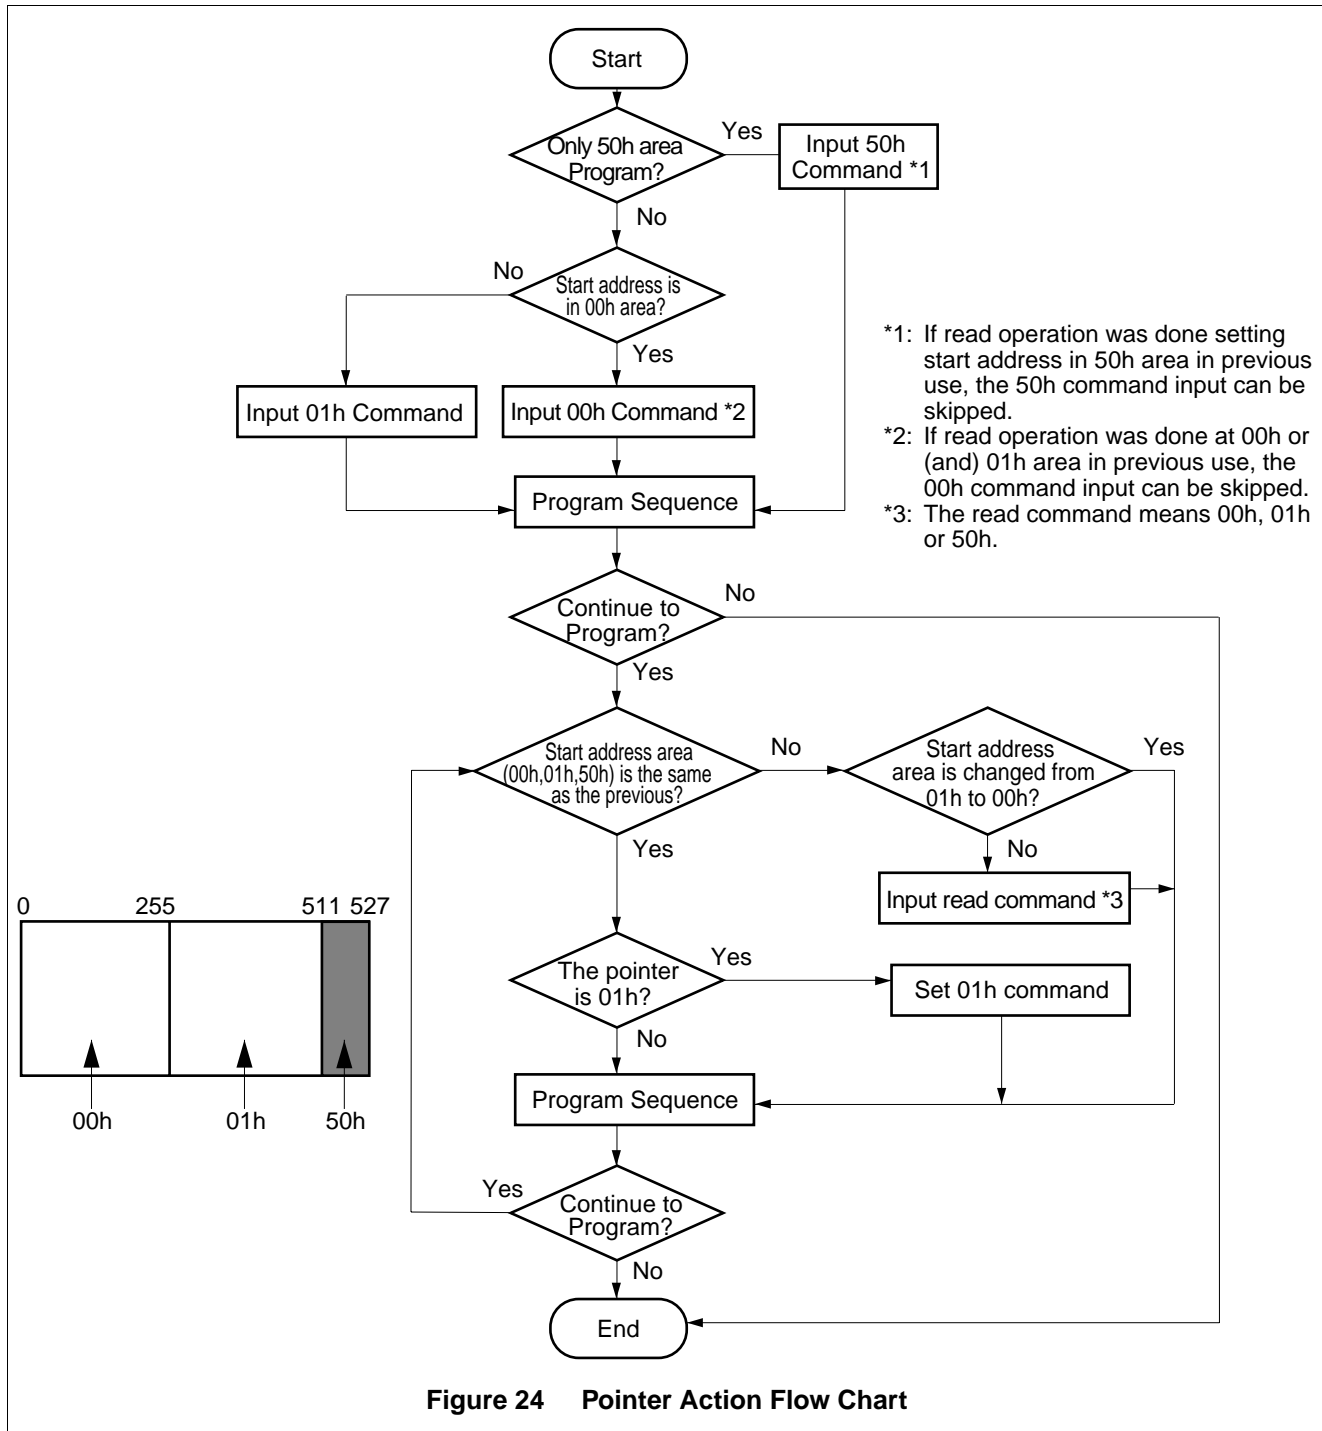 Start
Only 50h area
Program?
Yes
Input 50h
Command *1
No
No
Start address is
in 00h area?
Yes
Input 01h Command
Input 00h Command *2
*1: If read operation was done setting
start address in 50h area in previous
use, the 50h command input can be
skipped.
*2: If read operation was done at 00h or
(and) 01h area in previous use, the
00h command input can be skipped.
*3: The read command means 00h, 01h
or 50h.
Program Sequence
Continue to
Program?
No
Yes
Start address area
(00h,01h,50h) is the same
as the previous?
No
Start address
area is changed from
01h to 00h?
Yes
Yes
No
Input read command *3
0 255 511 527
00h 01h 50h
The pointer
is 01h?
Yes
Set 01h command
No
Program Sequence
Yes
Continue to
Program?
No
End
Figure 24 Pointer Action Flow Chart